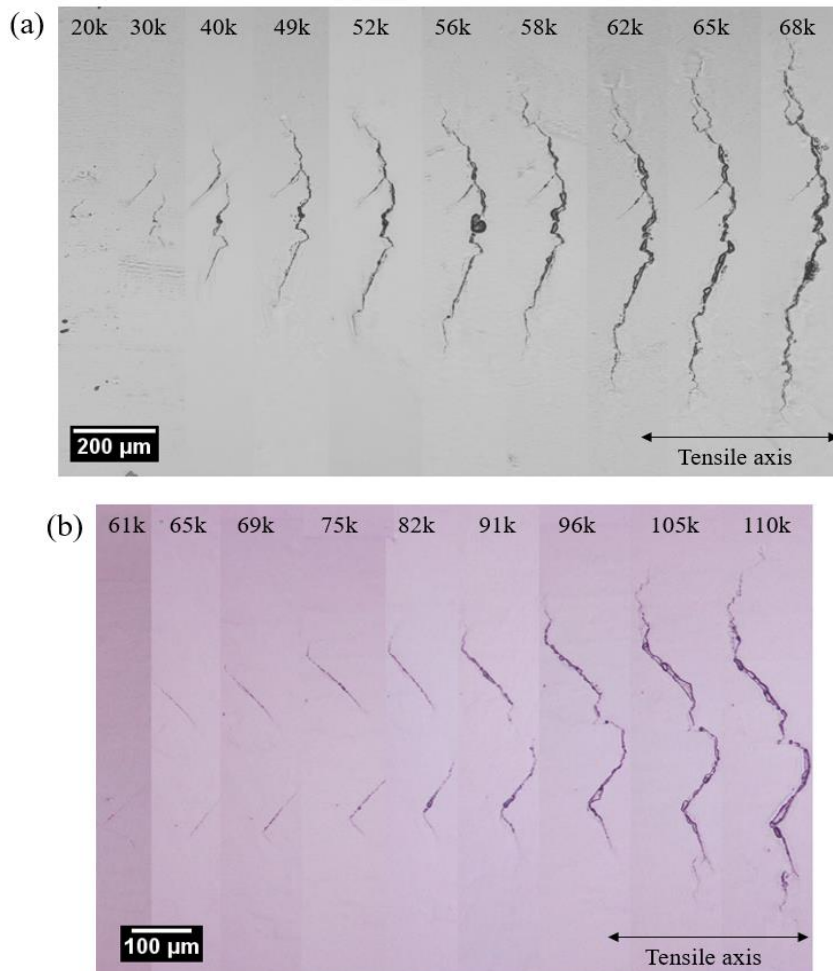 (a)
20k 30k 40k 49k 52k 56k 58k 62k 65k 68k
200 µm
Tensile axis
(b)
61k 65k 69k 75k 82k 91k 96k 105k 110k
100 µm
Tensile axis